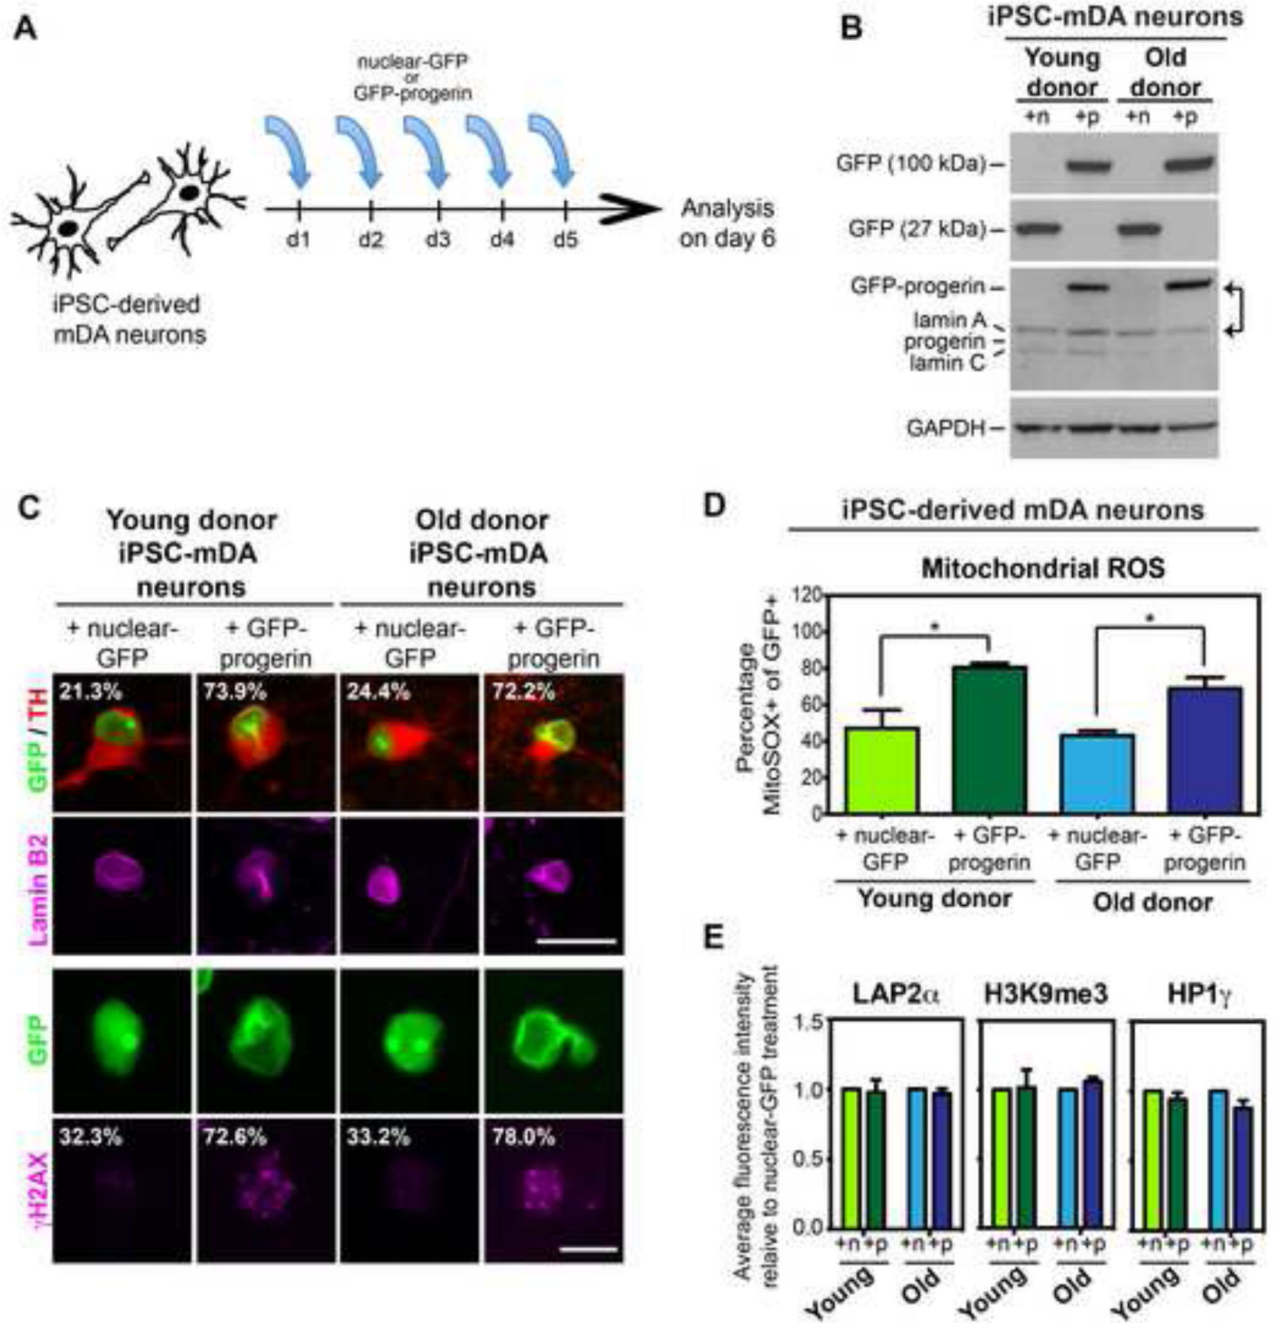 A
nuclear-GFP
or
GFP-progerin
d1 d2 d3 d4 d5
Analysis
on day 6
iPSC-derived
mDA neurons
B
iPSC-mDA neurons
Young donor
Old donor
+n +p +n +p
GFP (100 kDa)
GFP (27 kDa)
GFP-progerin
lamin A
progerin
lamin C
GAPDH
C
Young donor
iPSC-mDA
neurons
Old donor
iPSC-mDA
neurons
+ nuclear-
GFP
+ GFP-
progerin
+ nuclear-
GFP
+ GFP-
progerin
GFP / TH
21.3% 73.9% 24.4% 72.2%
Lamin B2
GFP
γH2AX
32.3% 72.6% 33.2% 78.0%
D
iPSC-derived mDA neurons
Mitochondrial ROS
Percentage
MitoSOX+ of GFP+
120
100
80
60
40
20
0
* *
+ nuclear-
GFP
+ GFP-
progerin
+ nuclear-
GFP
+ GFP-
progerin
Young donor
Old donor
E
Average fluorescence intensity
relaive to nuclear-GFP treatment
LAP2α H3K9me3 HP1γ
1.5
1.0
0.5
0.0
+n +p +n +p +n +p +n +p +n +p +n +p
Young Old Young Old Young Old